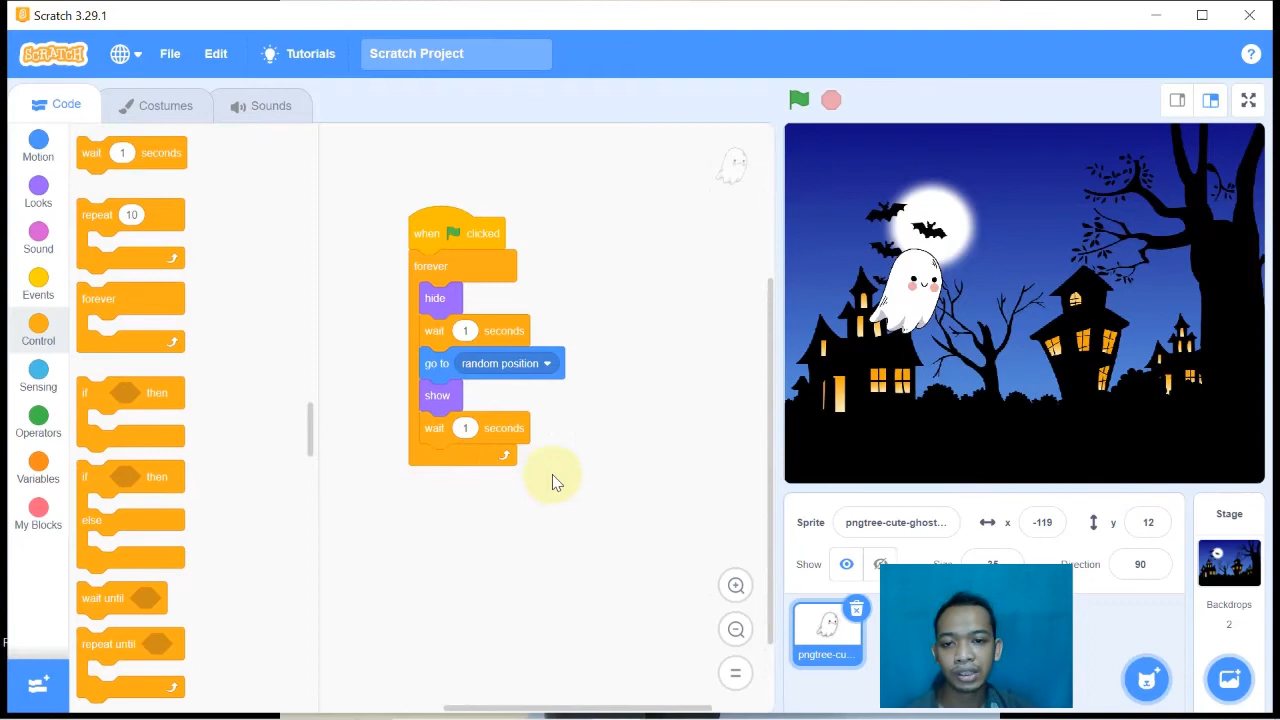 Scratch 3.29.1
SCRATCH
File
Edit
Tutorials
Scratch Project
?
Code
Costumes
Sounds
Motion
Looks
Sound
Events
Control
Sensing
Operators
Variables
My Blocks
wait 1 seconds
repeat 10
forever
if then
if then
else
wait until
repeat until
when clicked
forever
hide
wait 1 seconds
go to random position
show
wait 1 seconds
Sprite
pngtree-cute-ghost...
x -119
y 12
Show
Direction 90
pngtree-cu...
Stage
Backdrops
2